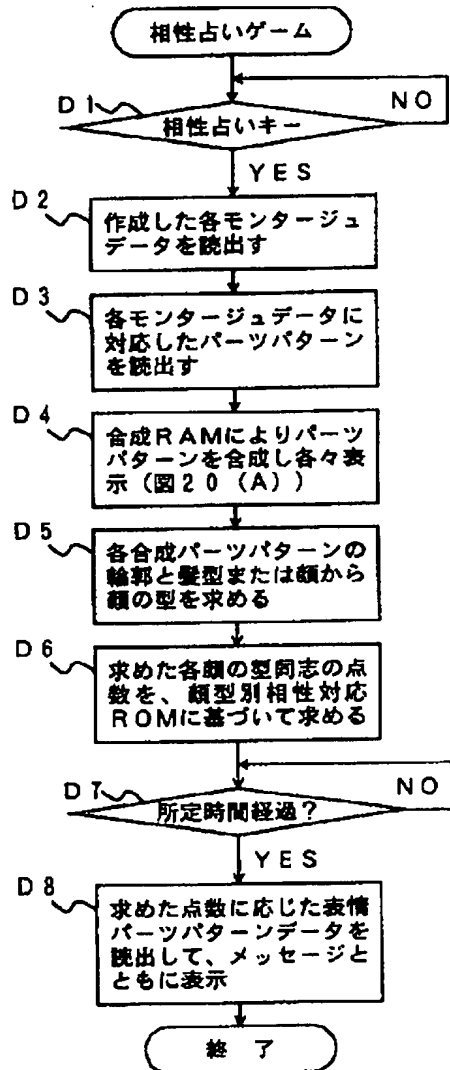 相性占いゲーム
D1
NO
相性占いキー
YES
D2
作成した各モンタージュ
データを読出す
D3
各モンタージュデータに
対応したパーツパターン
を読出す
D4
合成RAMによりパーツ
パターンを合成し各々表
示(図20(A))
D5
各合成パーツパターンの
輪郭と髪型または顔から
顔の型を求める
D6
求めた各顔の型同志の点
数を、顔型別相性対応
ROMに基づいて求める
D7
NO
所定時間経過?
YES
D8
求めた点数に応じた表情
パーツパターンデータを
読出して、メッセージと
ともに表示
終了